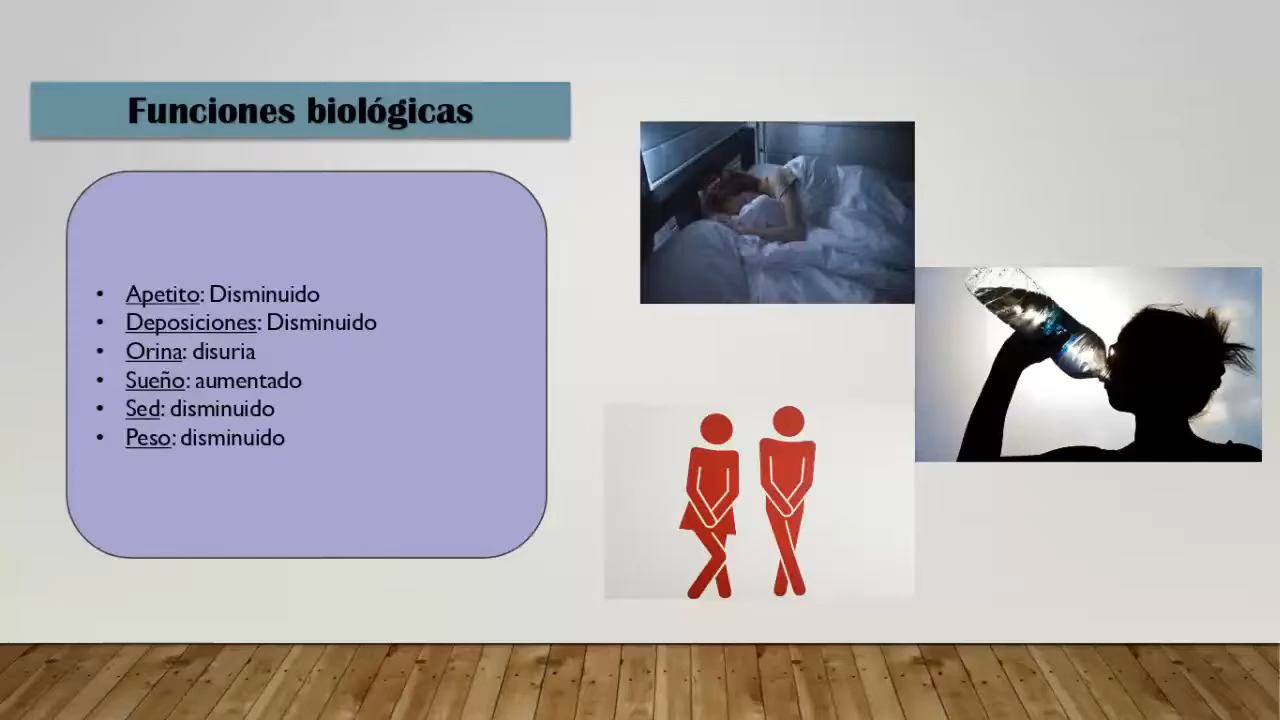 Funciones biológicas
• Apetito: Disminuido
• Deposiciones: Disminuido
• Orina: disuria
• Sueño: aumentado
• Sed: disminuido
• Peso: disminuido